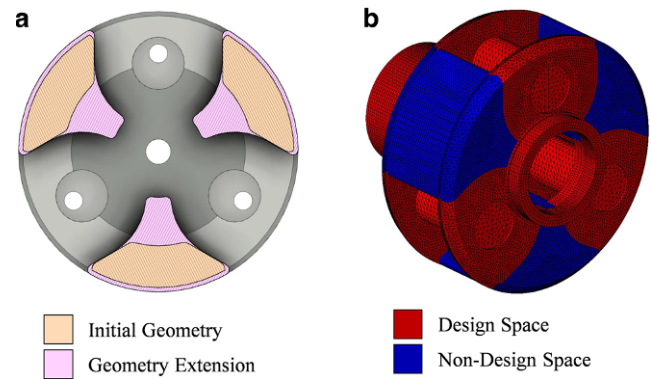 a
b
Initial Geometry
Geometry Extension
Design Space
Non-Design Space